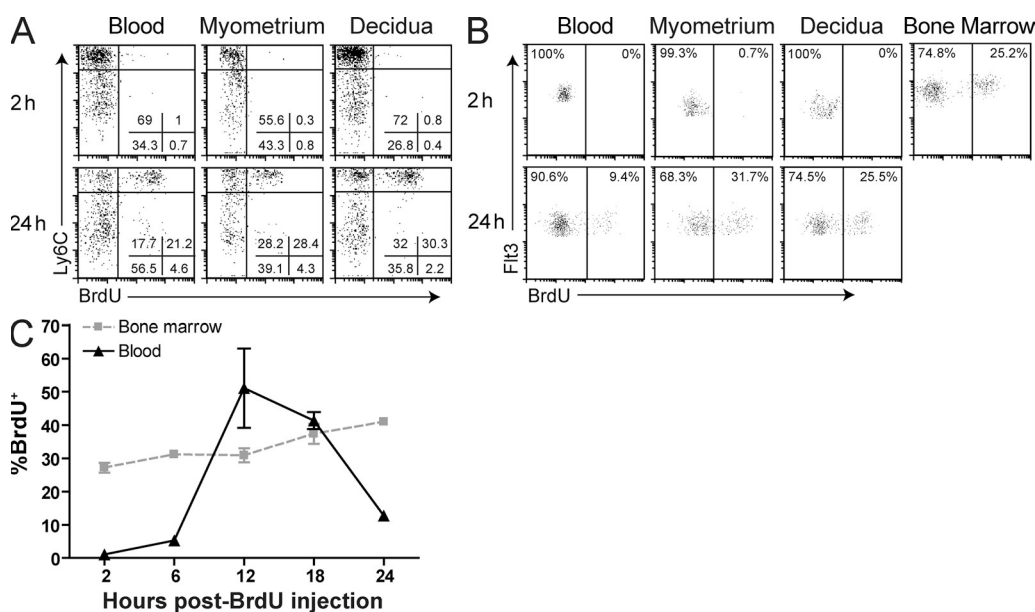 A
Blood Myometrium Decidua
2h
69 1
34.3 0.7
55.6 0.3
43.3 0.8
72 0.8
26.8 0.4
24h
17.7 21.2
56.5 4.6
28.2 28.4
39.1 4.3
32 30.3
35.8 2.2
Ly6C
BrdU
B
Blood Myometrium Decidua Bone Marrow
2h
100% 0% 99.3% 0.7% 100% 0% 74.8% 25.2%
24h
90.6% 9.4% 68.3% 31.7% 74.5% 25.5%
Flt3
BrdU
C
Bone marrow
Blood
%BrdU+
70
60
50
40
30
20
10
0
2 6 12 18 24
Hours post-BrdU injection